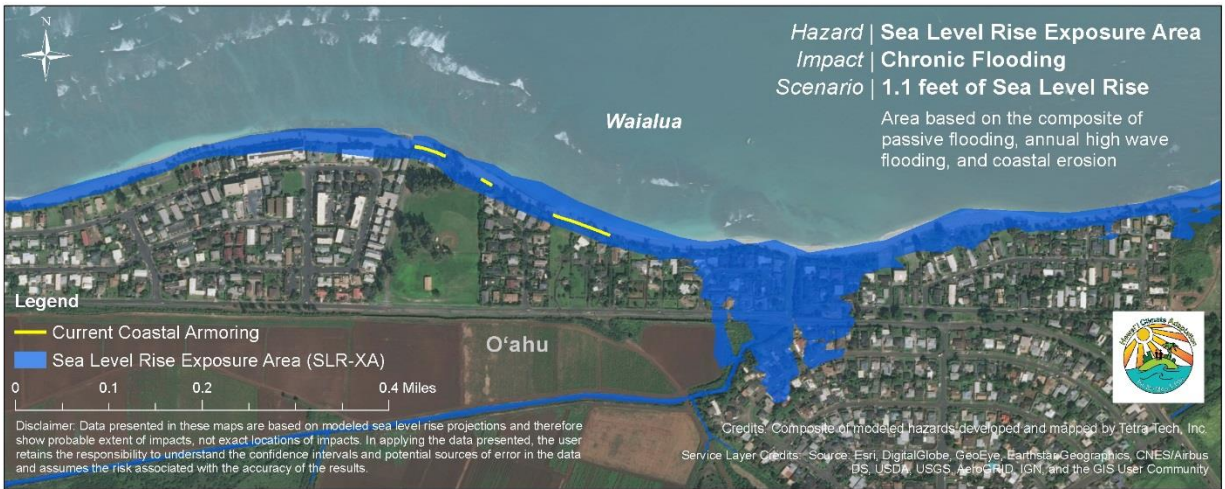 N
Hazard | Sea Level Rise Exposure Area
Impact | Chronic Flooding
Scenario | 1.1 feet of Sea Level Rise
Area based on the composite of
passive flooding, annual high wave
flooding, and coastal erosion
Waialua
Legend
Current Coastal Armoring
Sea Level Rise Exposure Area (SLR-XA)
O‘ahu
0 0.1 0.2 0.4 Miles
Disclaimer: Data presented in these maps are based on modeled sea level rise projections and therefore
show probable extent of impacts, not exact locations of impacts. In applying the data presented, the user
retains the responsibility to understand the confidence intervals and potential sources of error in the data
and assumes the risk associated with the accuracy of the results.
Hawai‘i Climate Adaptation
Credits: Composite of modeled hazards developed and mapped by Tetra Tech, Inc.
Service Layer Credits: Source: Esri, DigitalGlobe, GeoEye, Earthstar Geographics, CNES/Airbus
DS, USDA, USGS, AeroGRID, IGN, and the GIS User Community